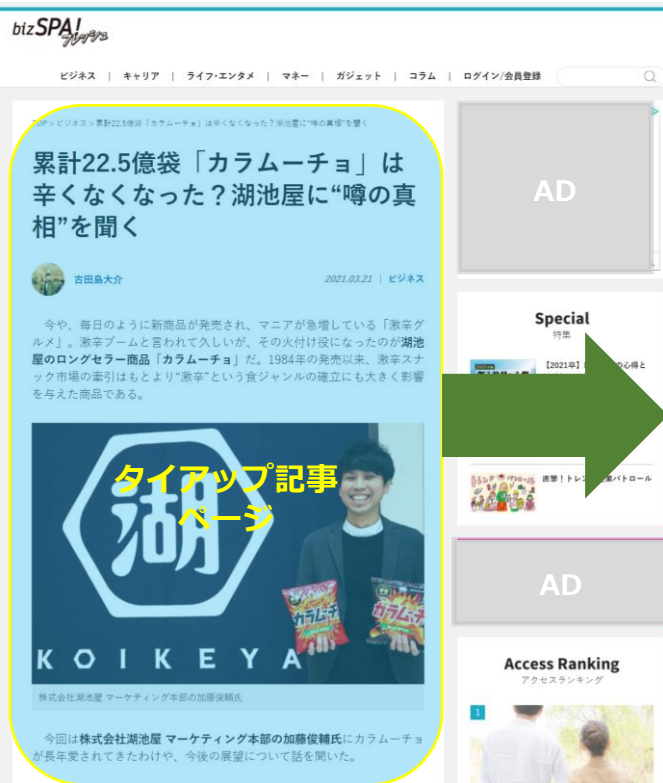 bizSPA!
フレッシュ
ビジネス | キャリア | ライフ・エンタメ | マネー | ガジェット | コラム | ログイン/会員登録
TOP > ビジネス > 累計22.5億袋「カラムーチョ」は辛くなくなった？湖池屋に“噂の真相”を聞く
累計22.5億袋「カラムーチョ」は
辛くなくなった？湖池屋に“噂の真
相”を聞く
古田島大介
2021.03.21 | ビジネス
今や、毎日のように新商品が発売され、マニアが急増している「激辛グ
ルメ」。激辛ブームと言われて久しいが、その火付け役になったのが湖池
屋のロングセラー商品「カラムーチョ」だ。1984年の発売以来、激辛スナ
ック市場の牽引はもとより“激辛”という食ジャンルの確立にも大きく影響
を与えた商品である。
湖
タイアップ記事
ページ
カラムーチョ
KOIKEYA
株式会社湖池屋 マーケティング本部の加藤俊輔氏
今回は株式会社湖池屋 マーケティング本部の加藤俊輔氏にカラムーチョ
が長年愛されてきたわけや、今後の展望について話を聞いた。
AD
Special
特集
【2021卒】
の心得と
直撃！トレン
業パトロール
AD
Access Ranking
アクセスランキング
1